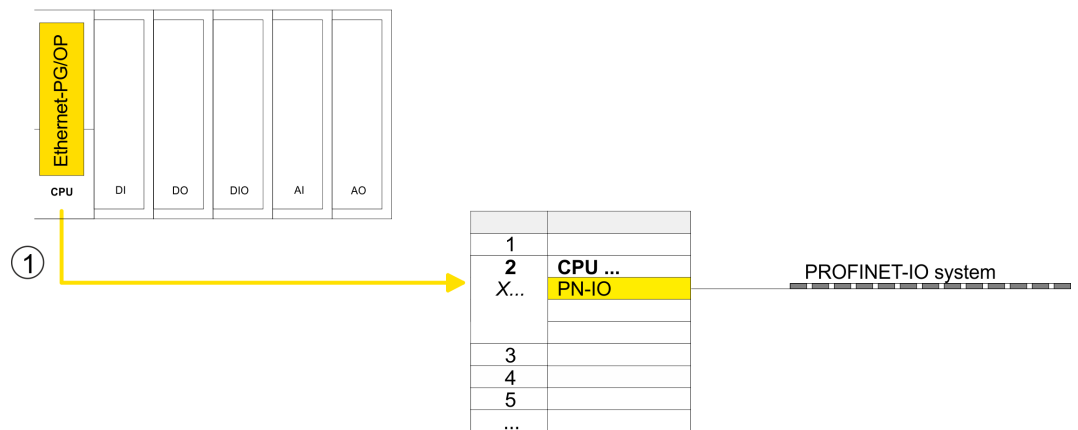 Ethernet-PG/OP
CPU DI DO DIO AI AO
①
1
2 CPU ...
X... PN-IO
PROFINET-IO system
3
4
5
...